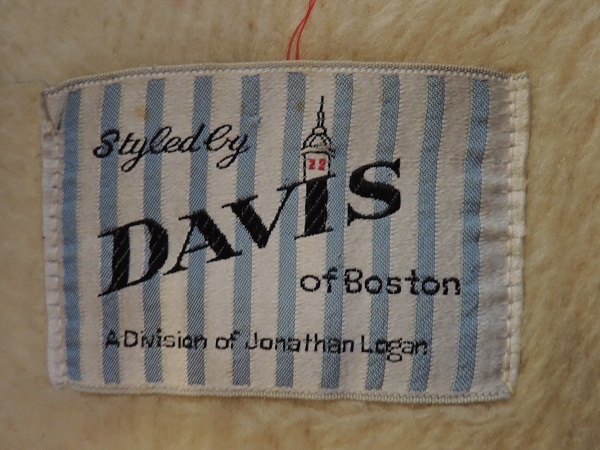 Styled by
DAVIS
of Boston
A Division of Jonathan Logan